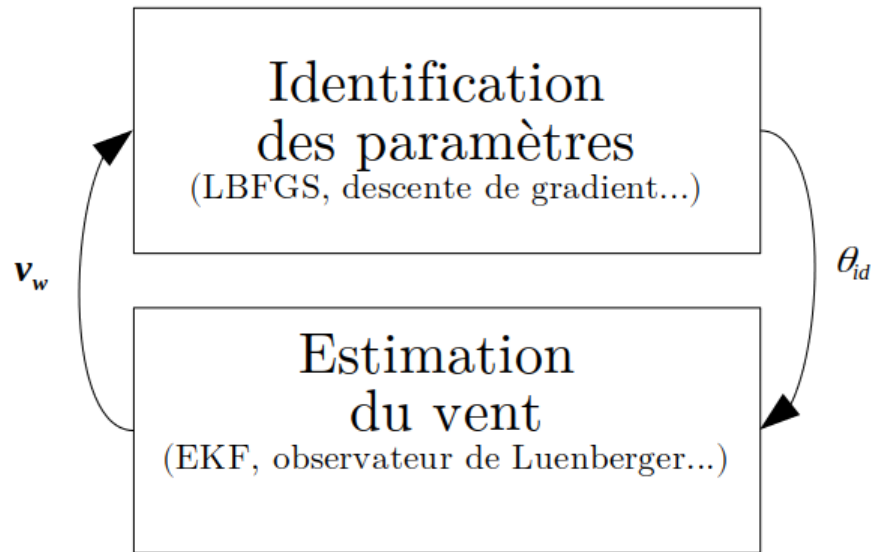 Identification
des paramètres
(LBFGS, descente de gradient...)
v_w
θ_id
Estimation
du vent
(EKF, observateur de Luenberger...)